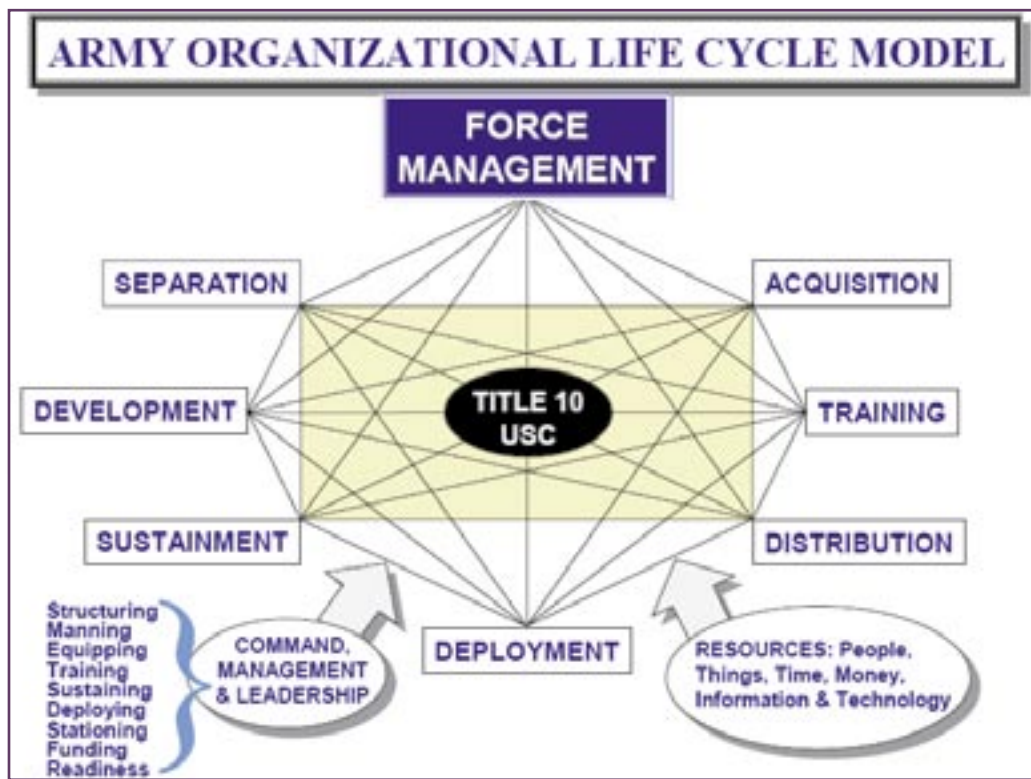 ARMY ORGANIZATIONAL LIFE CYCLE MODEL
FORCE
MANAGEMENT
SEPARATION
ACQUISITION
DEVELOPMENT
TITLE 10
USC
TRAINING
SUSTAINMENT
DISTRIBUTION
DEPLOYMENT
Structuring
Manning
Equipping
Training
Sustaining
Deploying
Stationing
Funding
Readiness
COMMAND,
MANAGEMENT
& LEADERSHIP
RESOURCES: People,
Things, Time, Money,
Information & Technology